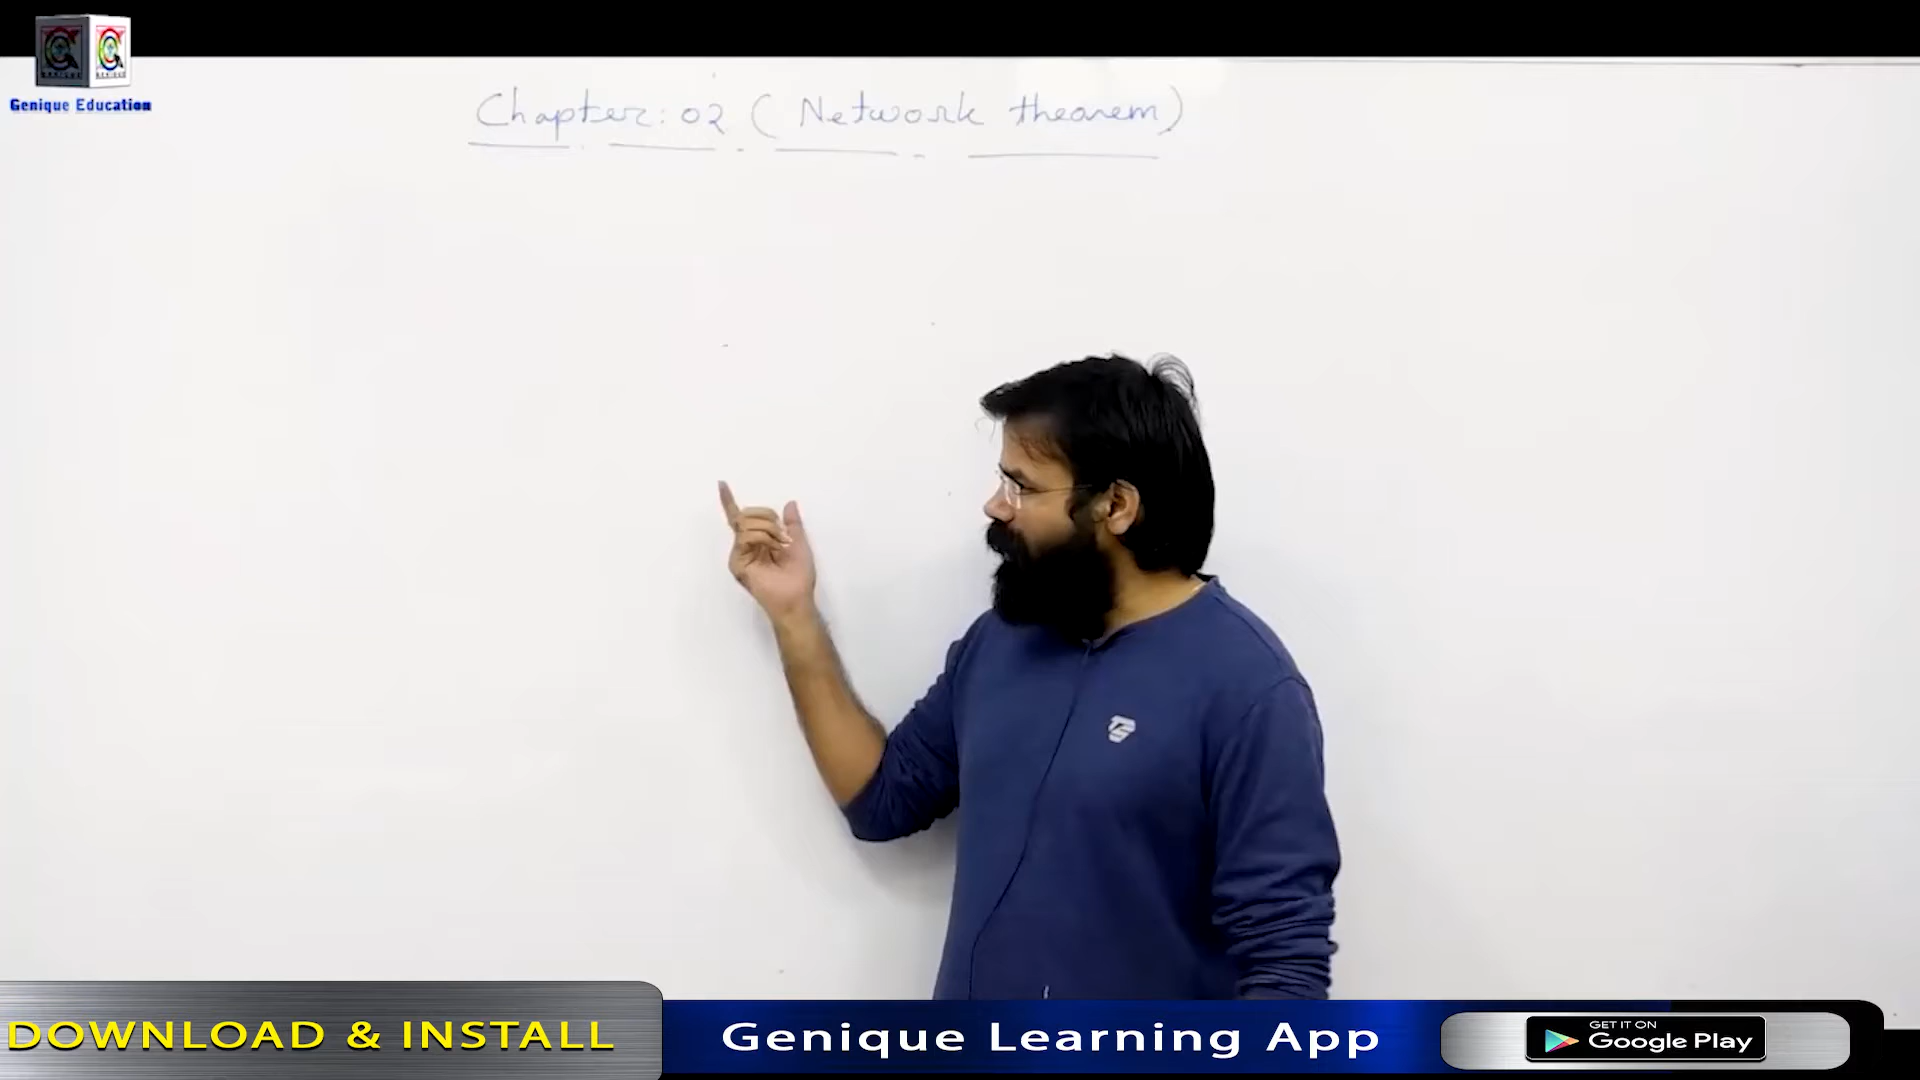 Genique Education
Chapter: 02 ( Network theorem )
DOWNLOAD & INSTALL
Genique Learning App
GET IT ON
Google Play